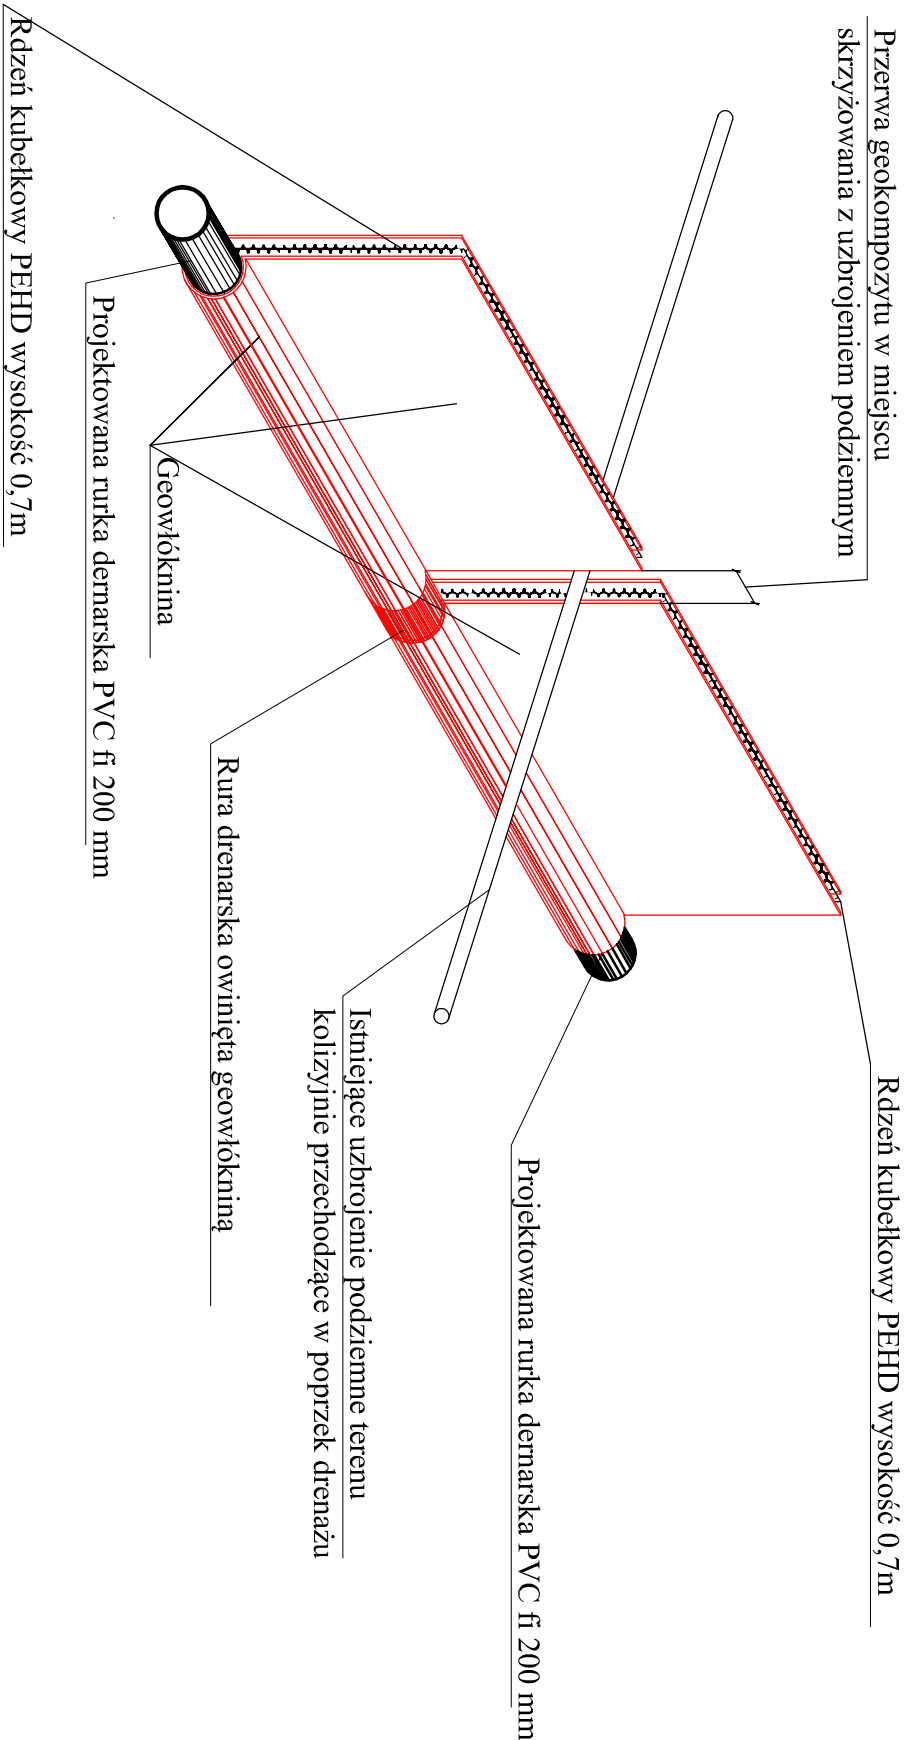 Przerwa geokompozytu w miejscu
skrzyżowania z uzbrojeniem podziemnym
Rdzeń kubełkowy PEHD wysokość 0,7m
Projektowana rurka dernarska PVC fi 200 mm
Istniejące uzbrojenie podziemne terenu
kolizyjnie przechodzące w poprzek drenażu
Rura drenarska owinięta geowłókniną
Geowłóknina
Projektowana rurka dernarska PVC fi 200 mm
Rdzeń kubełkowy PEHD wysokość 0,7m